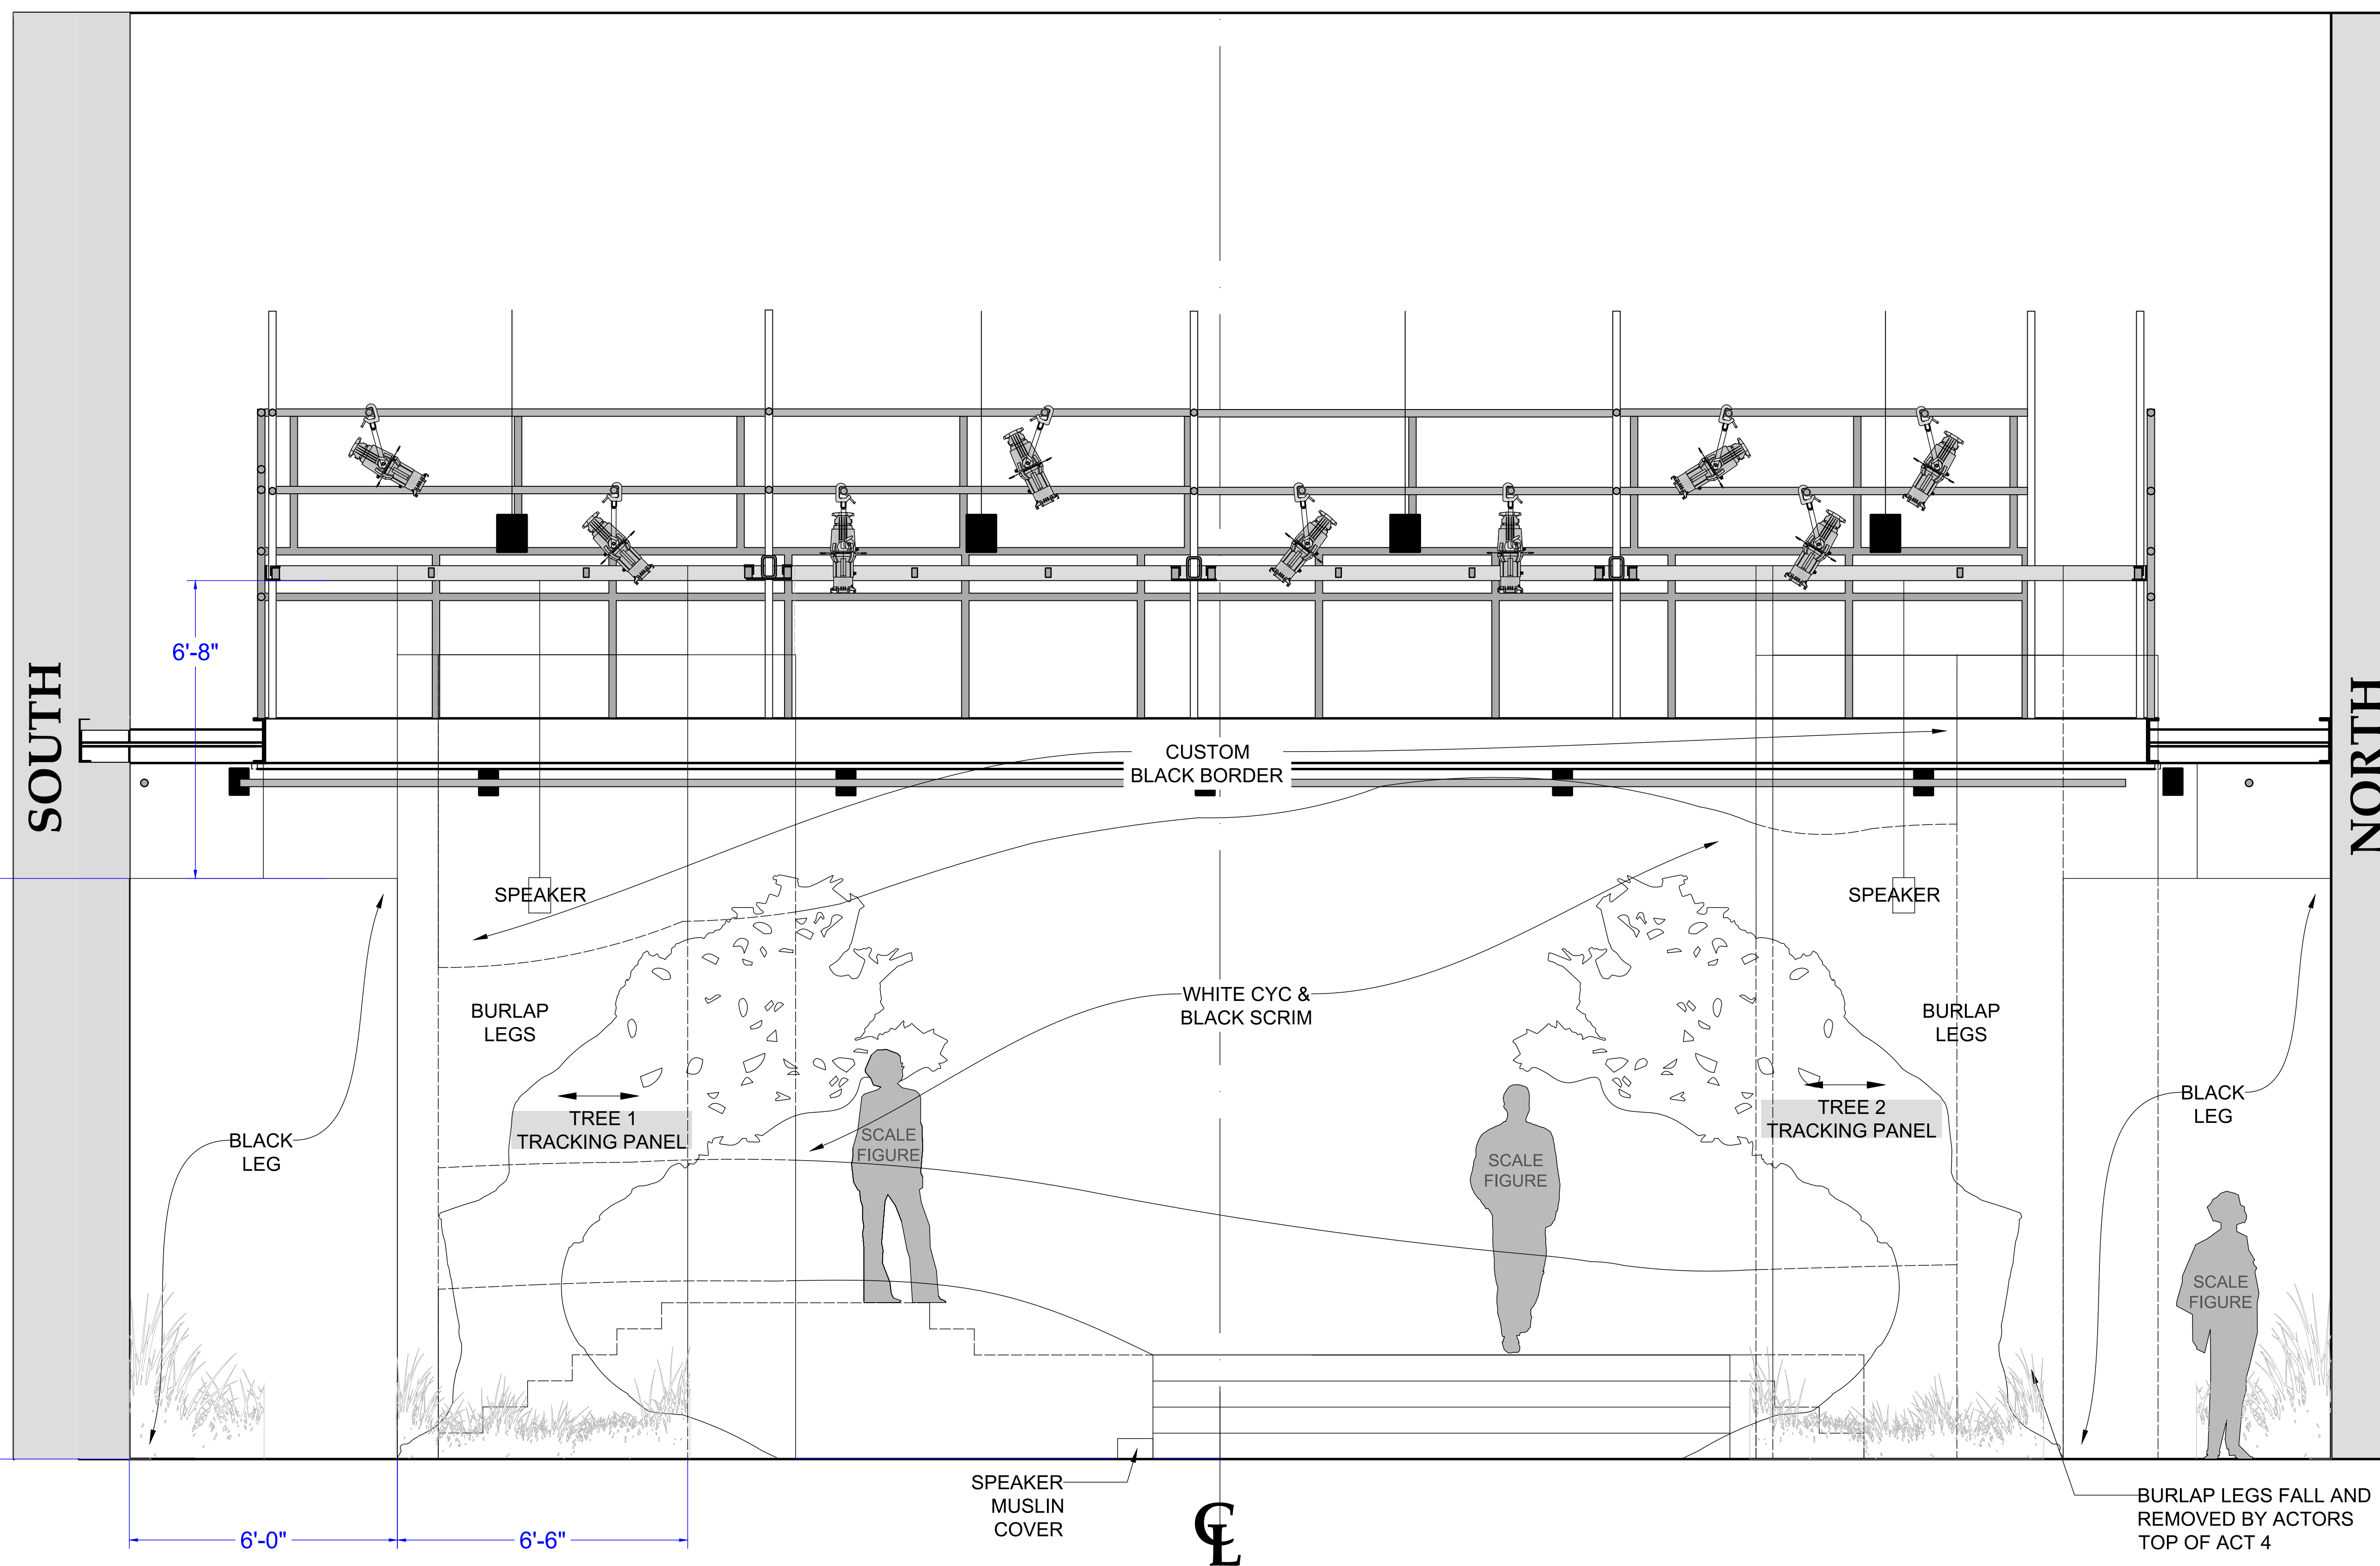 SOUTH
NORTH
6'-8"
CUSTOM
BLACK BORDER
SPEAKER
SPEAKER
WHITE CYC &
BLACK SCRIM
BURLAP
LEGS
BURLAP
LEGS
TREE 1
TRACKING PANEL
TREE 2
TRACKING PANEL
BLACK
LEG
BLACK
LEG
SCALE
FIGURE
SCALE
FIGURE
SCALE
FIGURE
SPEAKER
MUSLIN
COVER
BURLAP LEGS FALL AND
REMOVED BY ACTORS
TOP OF ACT 4
6'-0"
6'-6"
CL